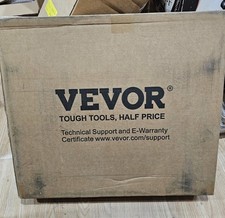 VEVOR®
TOUGH TOOLS, HALF PRICE
Technical Support and E-Warranty
Certificate www.vevor.com/support